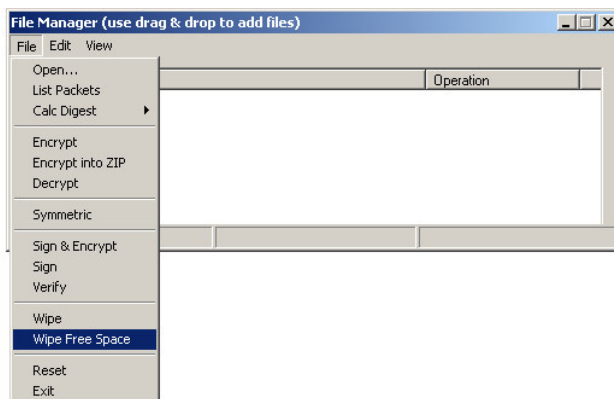 File Manager (use drag & drop to add files)
File Edit View
Open...
Operation
List Packets
Calc Digest
Encrypt
Encrypt into ZIP
Decrypt
Symmetric
Sign & Encrypt
Sign
Verify
Wipe
Wipe Free Space
Reset
Exit